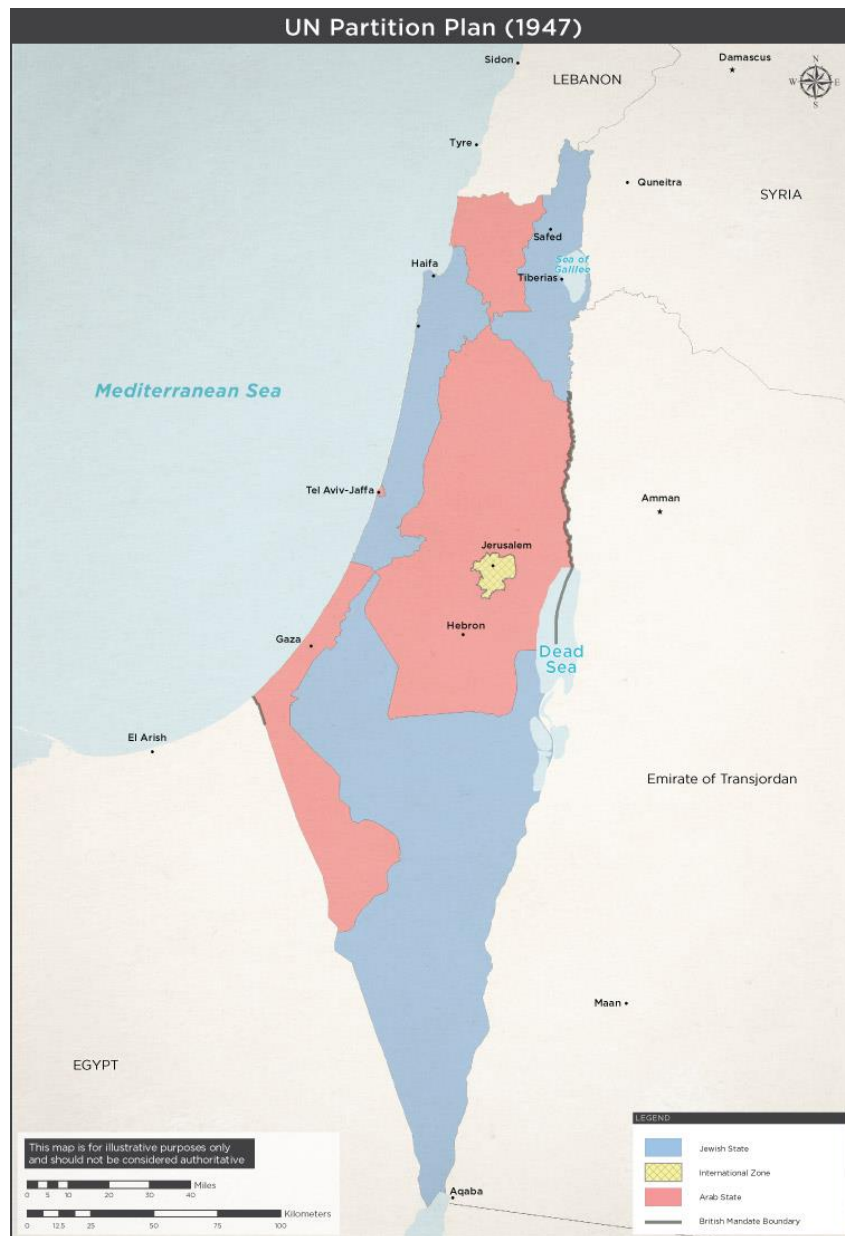 UN Partition Plan (1947)
Sidon
Damascus
LEBANON
N
W E
S
Tyre
Quneitra
SYRIA
Safed
Haifa
Sea of
Galilee
Tiberias
Mediterranean Sea
Tel Aviv-Jaffa
Amman
Jerusalem
Hebron
Gaza
Dead
Sea
El Arish
Emirate of Transjordan
Maan
EGYPT
Aqaba
This map is for illustrative purposes only
and should not be considered authoritative
Miles
0 5 10 20 30 40
Kilometers
0 12.5 25 50 75 100
LEGEND
Jewish State
International Zone
Arab State
British Mandate Boundary